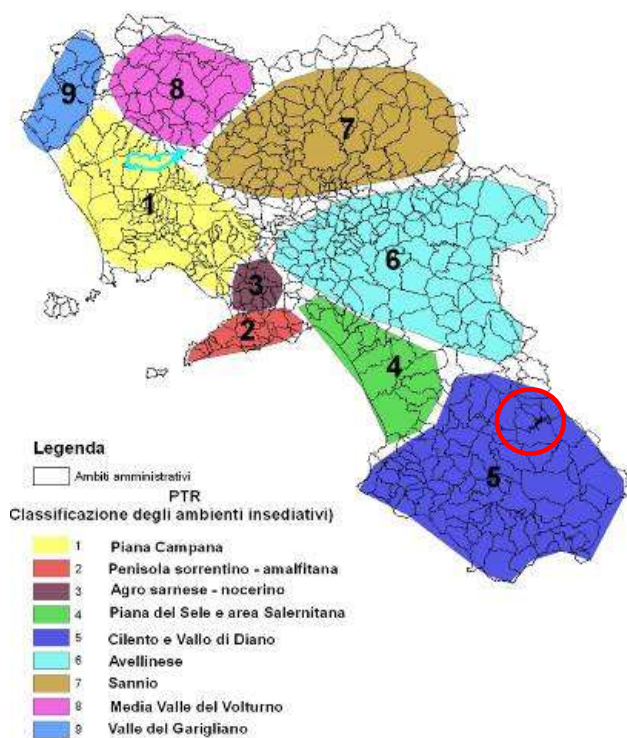 9
8
7
1
6
3
2
4
5
Legenda
Ambiti amministrativi
PTR
Classificazione degli ambienti insediativi)
1 Piana Campana
2 Penisola sorrentino - amalfitana
3 Agro sarnese - nocerino
4 Piana del Sele e area Salernitana
5 Cilento e Vallo di Diano
6 Avellinese
7 Sannio
8 Media Valle del Volturno
9 Valle del Garigliano